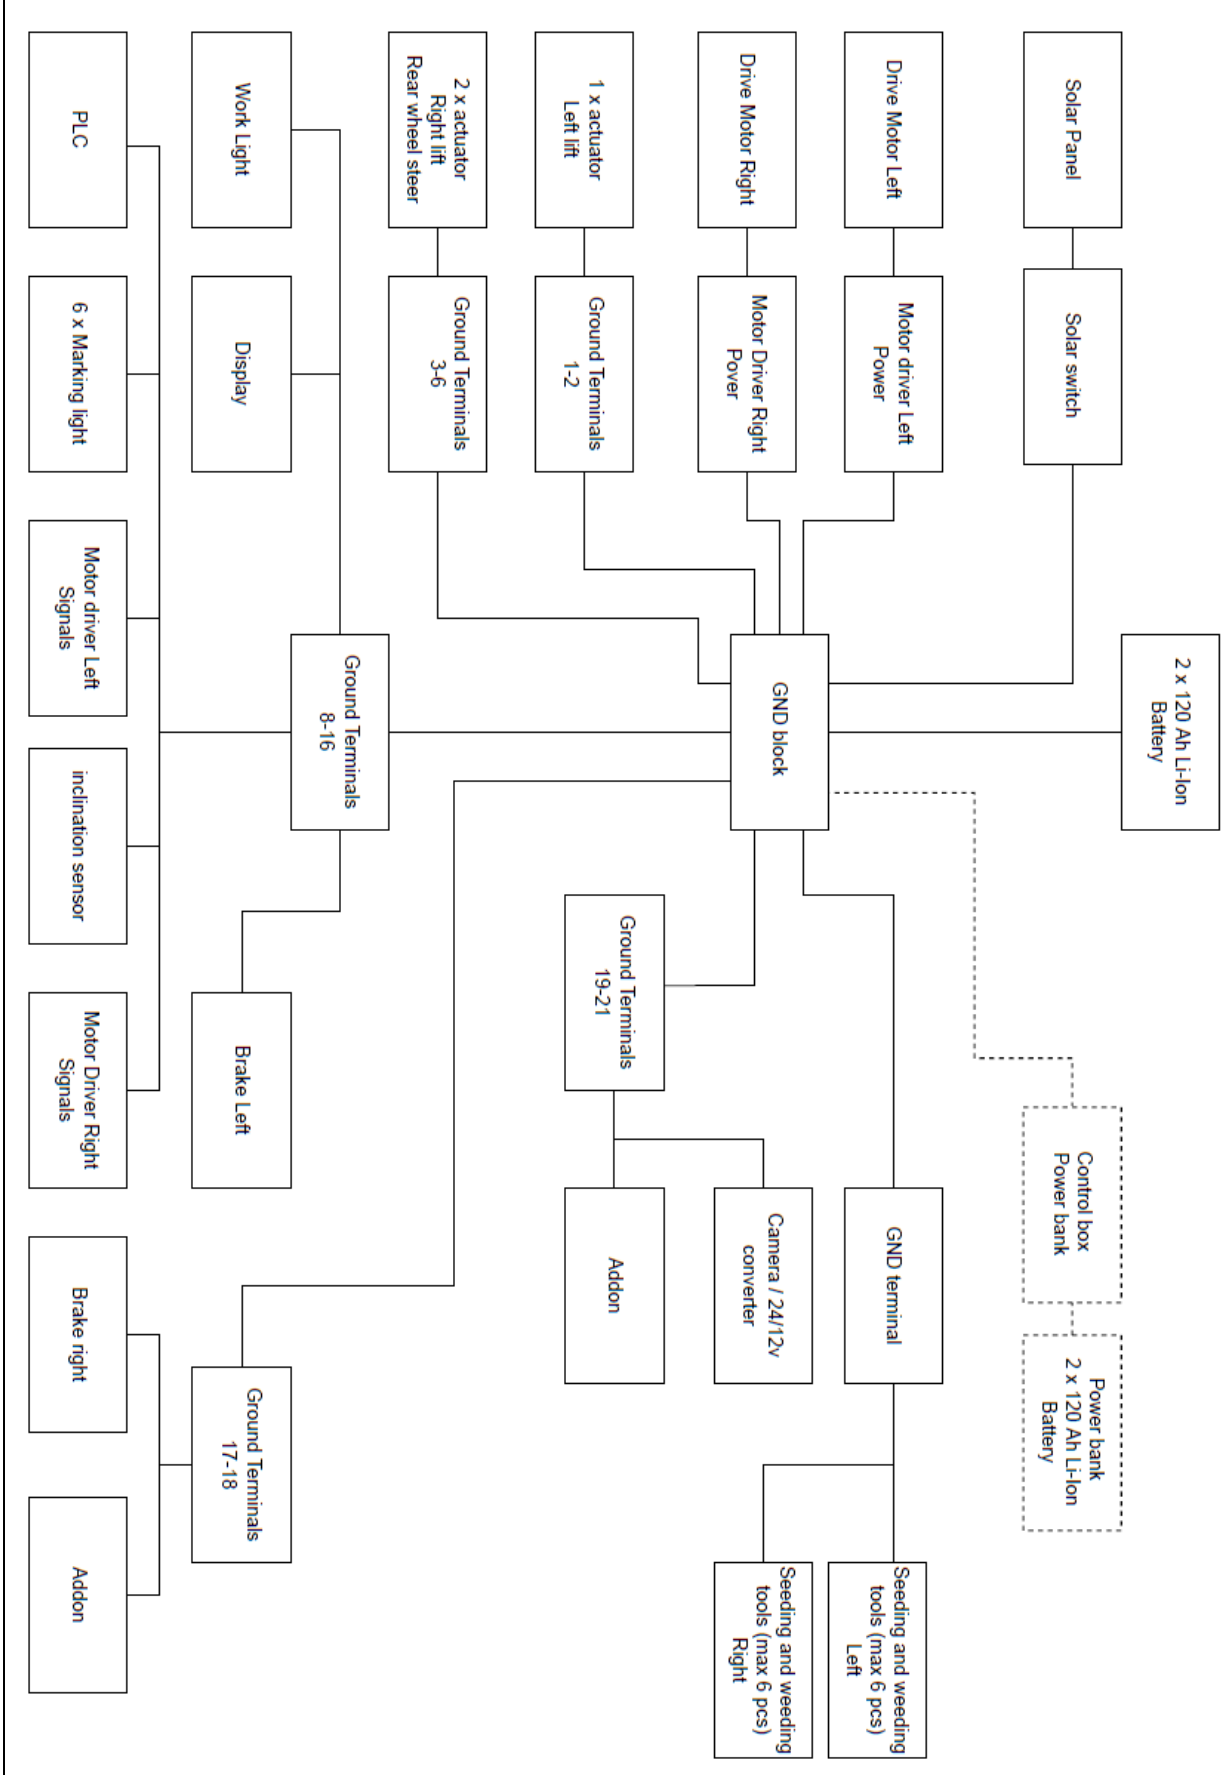 2 x 120 Ah Li-Ion
Battery
Solar Panel
Solar switch
Control box
Power bank
Power bank
2 x 120 Ah Li-Ion
Battery
Drive Motor Left
Motor driver Left
Power
GND terminal
Seeding and weeding
tools (max 6 pcs)
Left
Drive Motor Right
Motor Driver Right
Pover
GND block
Camera / 24/12v
converter
Seeding and weeding
tools (max 6 pcs)
Right
1 x actuator
Left lift
Ground Terminals
1-2
Ground Terminals
19-21
Addon
2 x actuator
Right lift
Rear wheel steer
Ground Terminals
3-6
Ground Terminals
8-16
Work Light
Display
Brake Left
Ground Terminals
17-18
PLC
6 x Marking light
Motor driver Left
Signals
inclination sensor
Motor Driver Right
Signals
Brake right
Addon